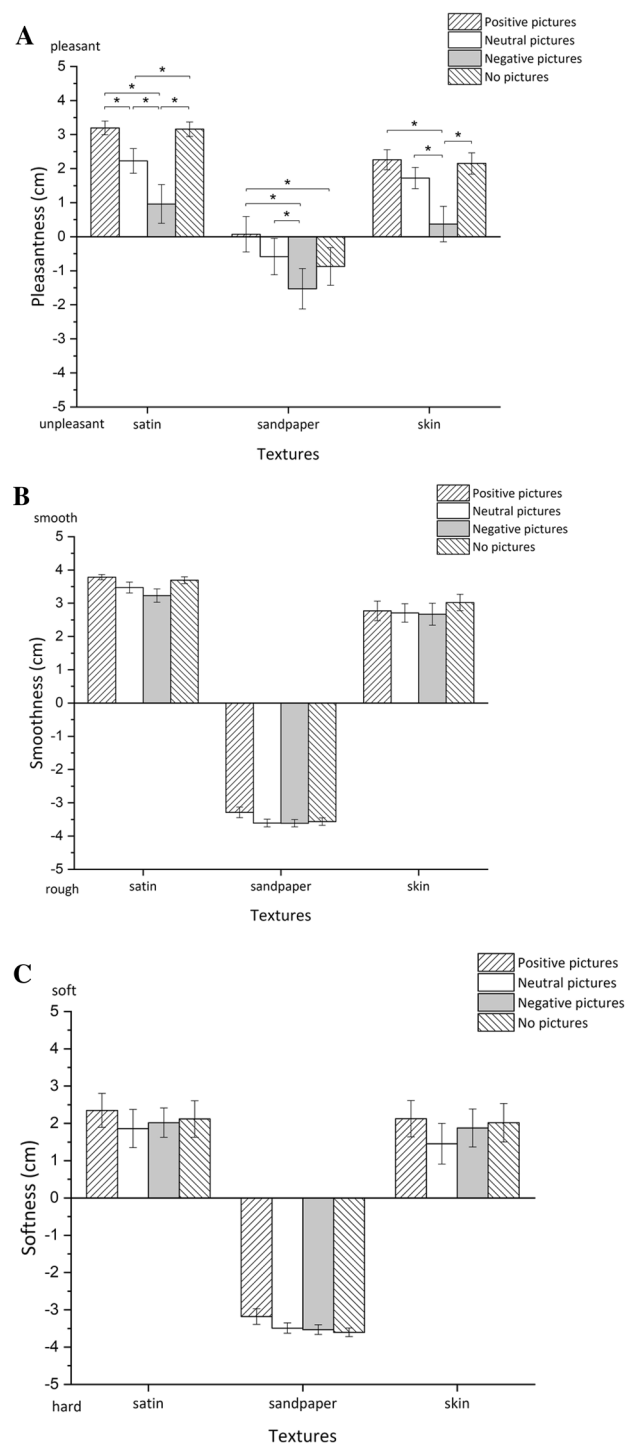 A
pleasant
Positive pictures
Neutral pictures
Negative pictures
No pictures
5
4
3
2
1
0
-1
-2
-3
-4
-5
Pleasantness (cm)
* * * * *
* * *
* * *
unpleasant
satin sandpaper skin
Textures
B
smooth
Positive pictures
Neutral pictures
Negative pictures
No pictures
5
4
3
2
1
0
-1
-2
-3
-4
-5
Smoothness (cm)
rough
satin sandpaper skin
Textures
C
soft
Positive pictures
Neutral pictures
Negative pictures
No pictures
5
4
3
2
1
0
-1
-2
-3
-4
-5
Softness (cm)
hard
satin sandpaper skin
Textures